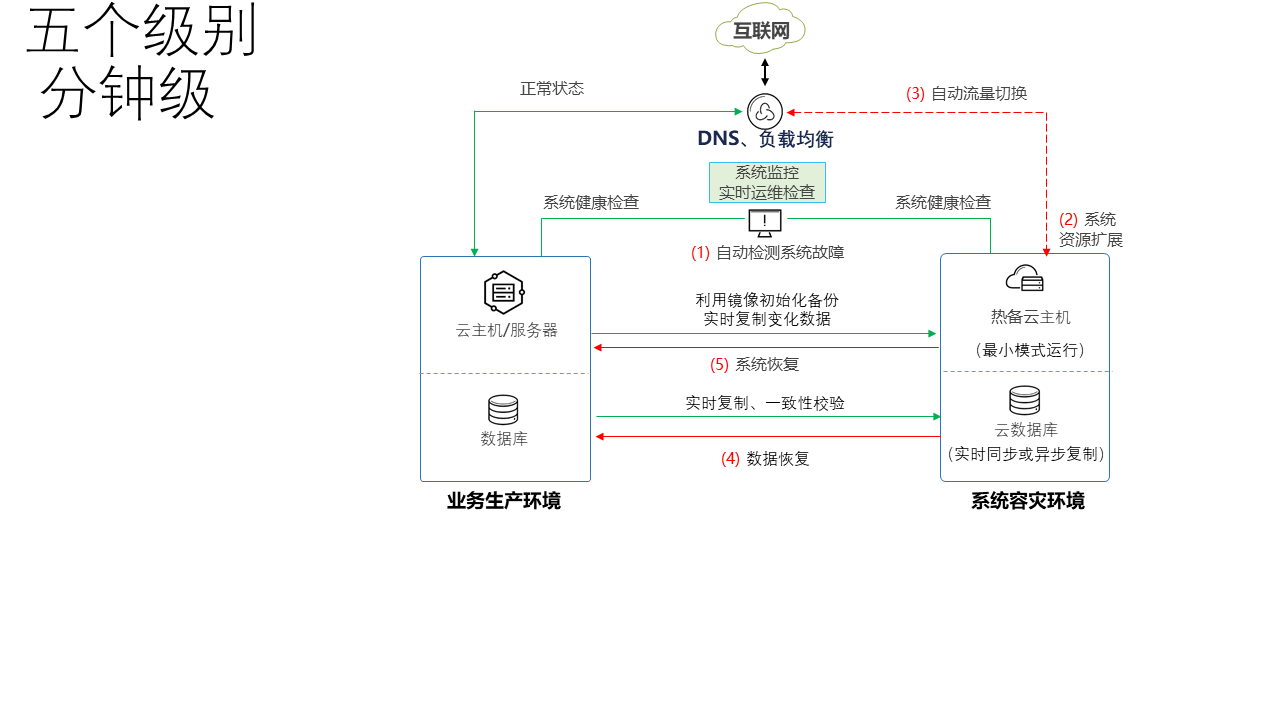 五个级别
分钟级
互联网
正常状态
(3) 自动流量切换
DNS、负载均衡
系统监控
实时运维检查
系统健康检查
系统健康检查
(2) 系统
资源扩展
(1) 自动检测系统故障
云主机/服务器
利用镜像初始化备份
实时复制变化数据
热备云主机
（最小模式运行）
(5) 系统恢复
数据库
实时复制、一致性校验
云数据库
（实时同步或异步复制）
(4) 数据恢复
业务生产环境
系统容灾环境